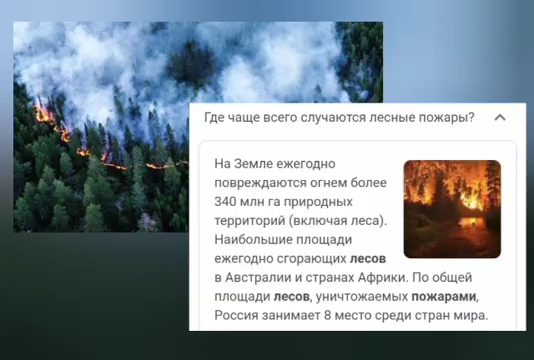 Где чаще всего случаются лесные пожары?
На Земле ежегодно
повреждаются огнем более
340 млн га природных
территорий (включая леса).
Наибольшие площади
ежегодно сгорающих лесов
в Австралии и странах Африки. По общей
площади лесов, уничтожаемых пожарами,
Россия занимает 8 место среди стран мира.